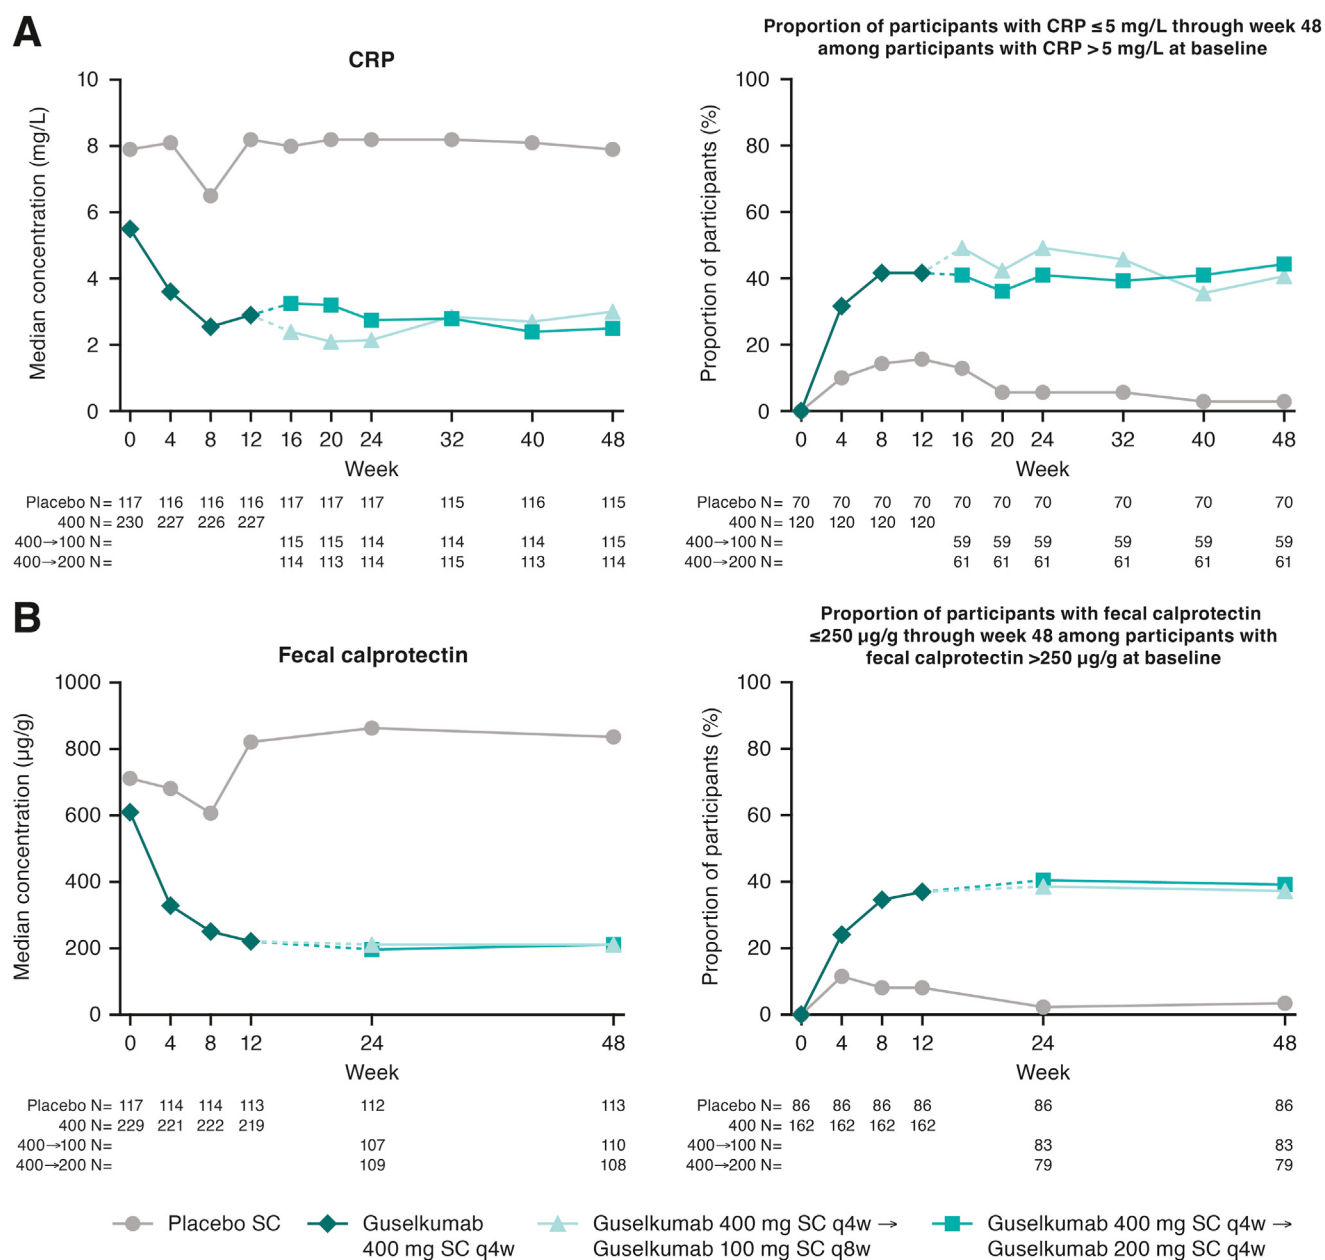 A
CRP
Median concentration (mg/L)
10
8
6
4
2
0
0 4 8 12 16 20 24 32 40 48
Week
Placebo N= 117 116 116 116 117 117 117 115 116 115
400 N= 230 227 226 227
400→100 N= 115 115 114 114 114 115
400→200 N= 114 113 114 115 113 114
Proportion of participants with CRP ≤5 mg/L through week 48
among participants with CRP >5 mg/L at baseline
Proportion of participants (%)
100
80
60
40
20
0
0 4 8 12 16 20 24 32 40 48
Week
Placebo N= 70 70 70 70 70 70 70 70 70 70
400 N= 120 120 120 120
400→100 N= 59 59 59 59 59 59
400→200 N= 61 61 61 61 61 61
B
Fecal calprotectin
Median concentration (µg/g)
1000
800
600
400
200
0
0 4 8 12 24 48
Week
Placebo N= 117 114 114 113 112 113
400 N= 229 221 222 219
400→100 N= 107 110
400→200 N= 109 108
Proportion of participants with fecal calprotectin
≤250 µg/g through week 48 among participants with
fecal calprotectin >250 µg/g at baseline
Proportion of participants (%)
100
80
60
40
20
0
0 4 8 12 24 48
Week
Placebo N= 86 86 86 86 86 86
400 N= 162 162 162 162
400→100 N= 83 83
400→200 N= 79 79
Placebo SC
Guselkumab
400 mg SC q4w
Guselkumab 400 mg SC q4w →
Guselkumab 100 mg SC q8w
Guselkumab 400 mg SC q4w →
Guselkumab 200 mg SC q4w